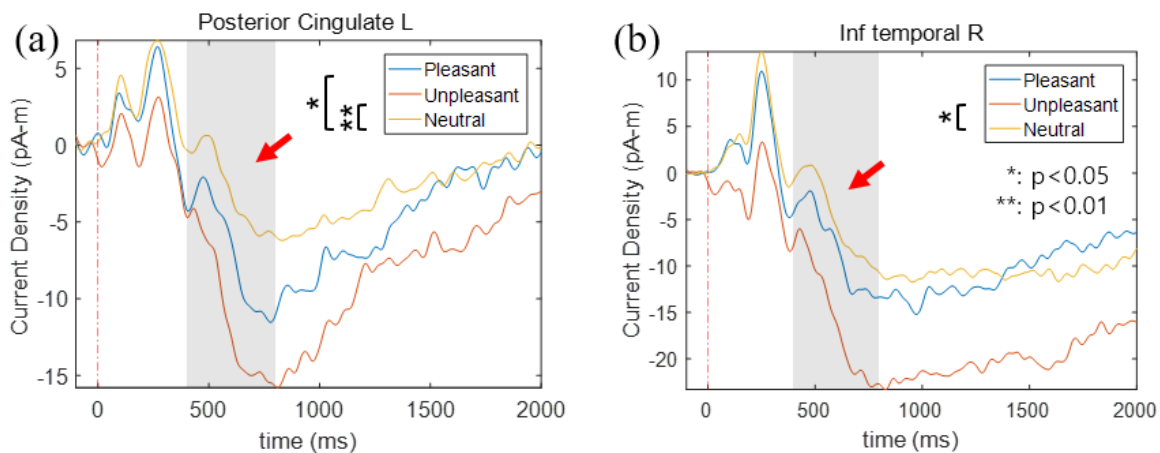 (a)
Posterior Cingulate L
Current Density (pA-m)
5
0
-5
-10
-15
Pleasant
Unpleasant
Neutral
*
**
0
500
1000
1500
2000
time (ms)
(b)
Inf temporal R
Current Density (pA-m)
10
5
0
-5
-10
-15
-20
Pleasant
Unpleasant
Neutral
*
*: p<0.05
**: p<0.01
0
500
1000
1500
2000
time (ms)